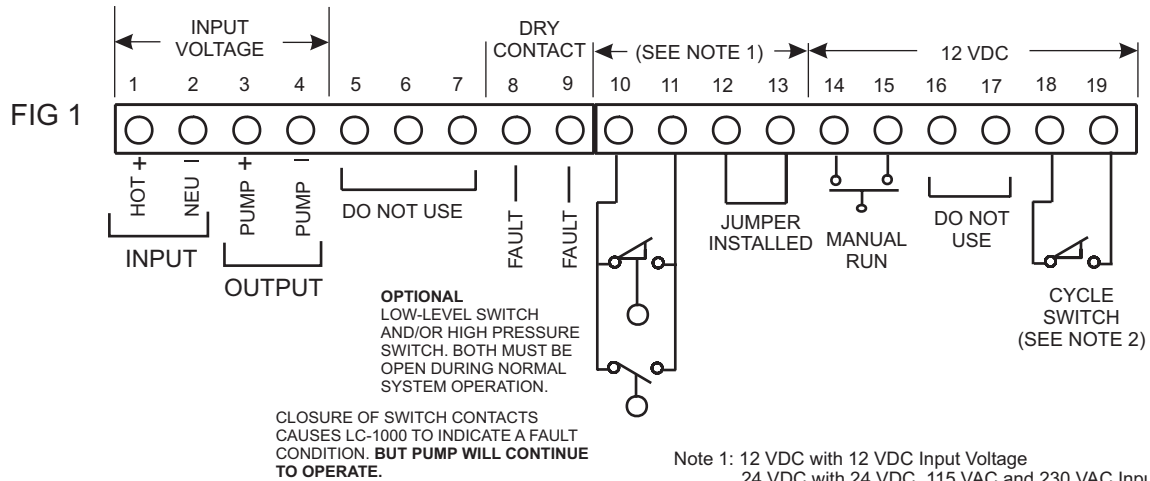 INPUT
VOLTAGE
DRY
CONTACT
(SEE NOTE 1)
12 VDC
1 2 3 4 5 6 7 8 9 10 11 12 13 14 15 16 17 18 19
FIG 1
HOT +
NEU –
PUMP +
PUMP –
INPUT
OUTPUT
DO NOT USE
FAULT
FAULT
JUMPER
INSTALLED
MANUAL
RUN
DO NOT
USE
CYCLE
SWITCH
(SEE NOTE 2)
OPTIONAL
LOW-LEVEL SWITCH
AND/OR HIGH PRESSURE
SWITCH. BOTH MUST BE
OPEN DURING NORMAL
SYSTEM OPERATION.
CLOSURE OF SWITCH CONTACTS
CAUSES LC-1000 TO INDICATE A FAULT
CONDITION. BUT PUMP WILL CONTINUE
TO OPERATE.
Note 1: 12 VDC with 12 VDC Input Voltage
24 VDC with 24 VDC, 115 VAC and 230 VAC Inpu